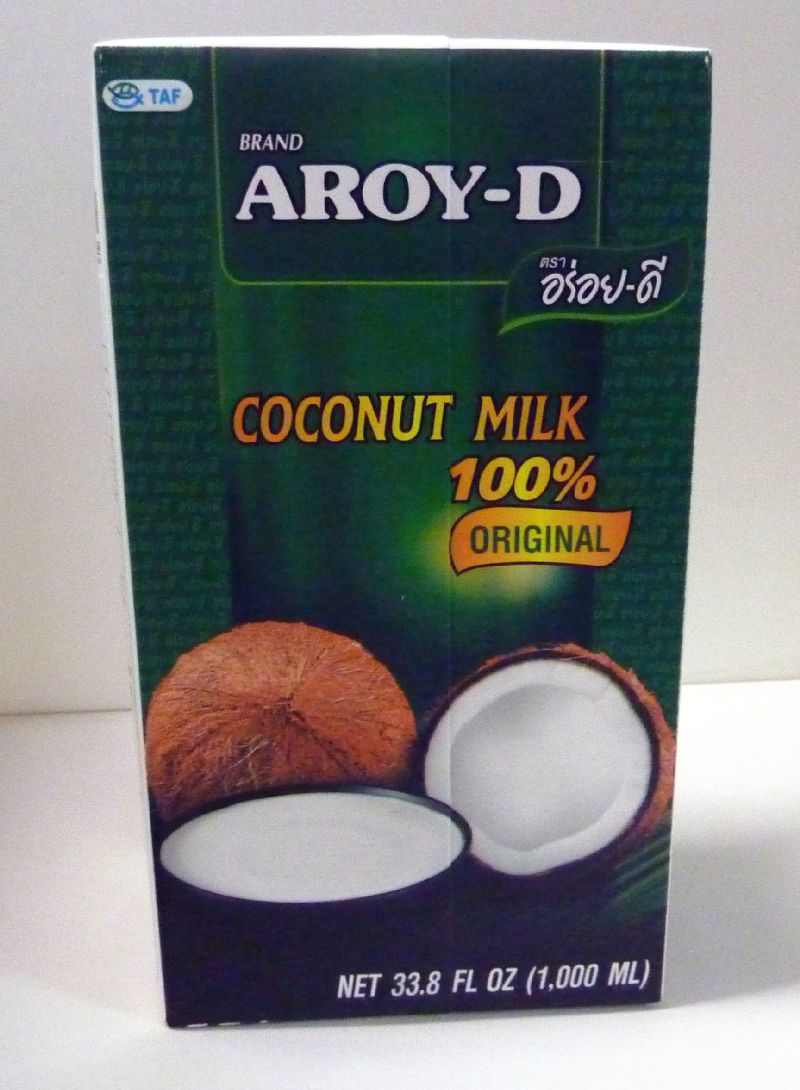 TAF
BRAND
AROY-D
ตรา
อร่อย-ดี
COCONUT MILK
100%
ORIGINAL
NET 33.8 FL OZ (1,000 ML)